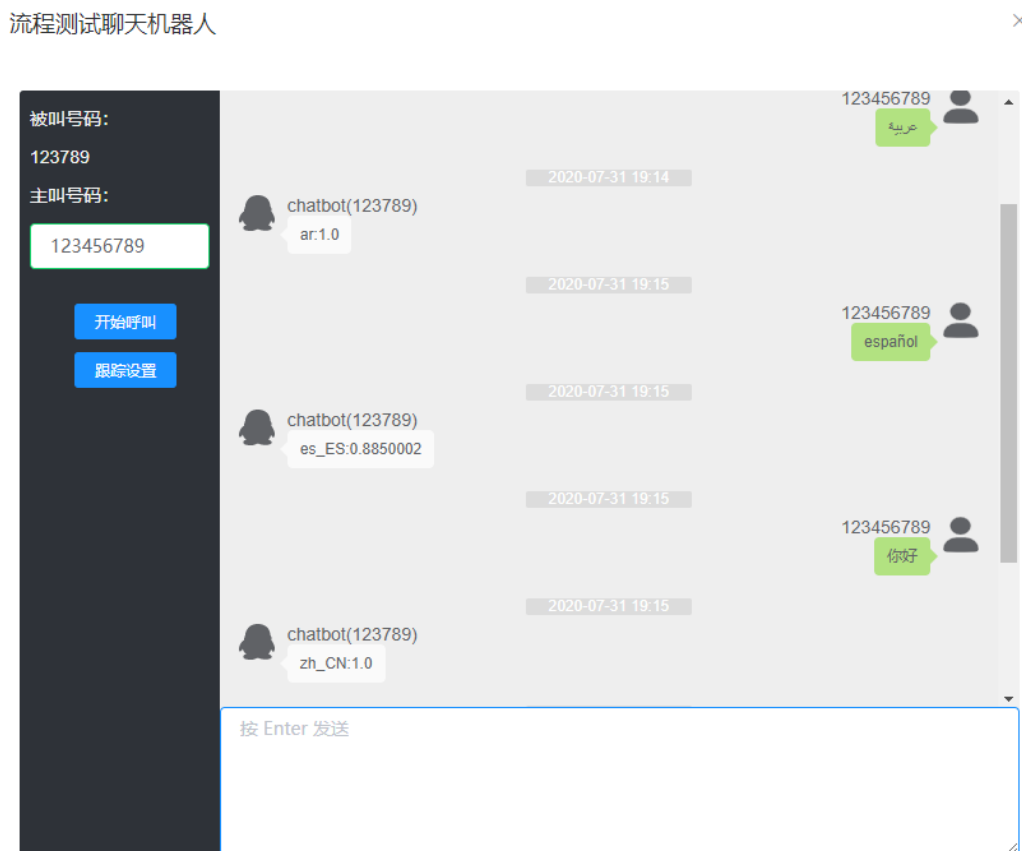 流程测试聊天机器人
被叫号码：
123789
主叫号码：
123456789
开始呼叫
跟踪设置
123456789
عربية
2020-07-31 19:14
chatbot(123789)
ar:1.0
2020-07-31 19:15
123456789
español
2020-07-31 19:15
chatbot(123789)
es_ES:0.8850002
2020-07-31 19:15
123456789
你好
2020-07-31 19:15
chatbot(123789)
zh_CN:1.0
按 Enter 发送